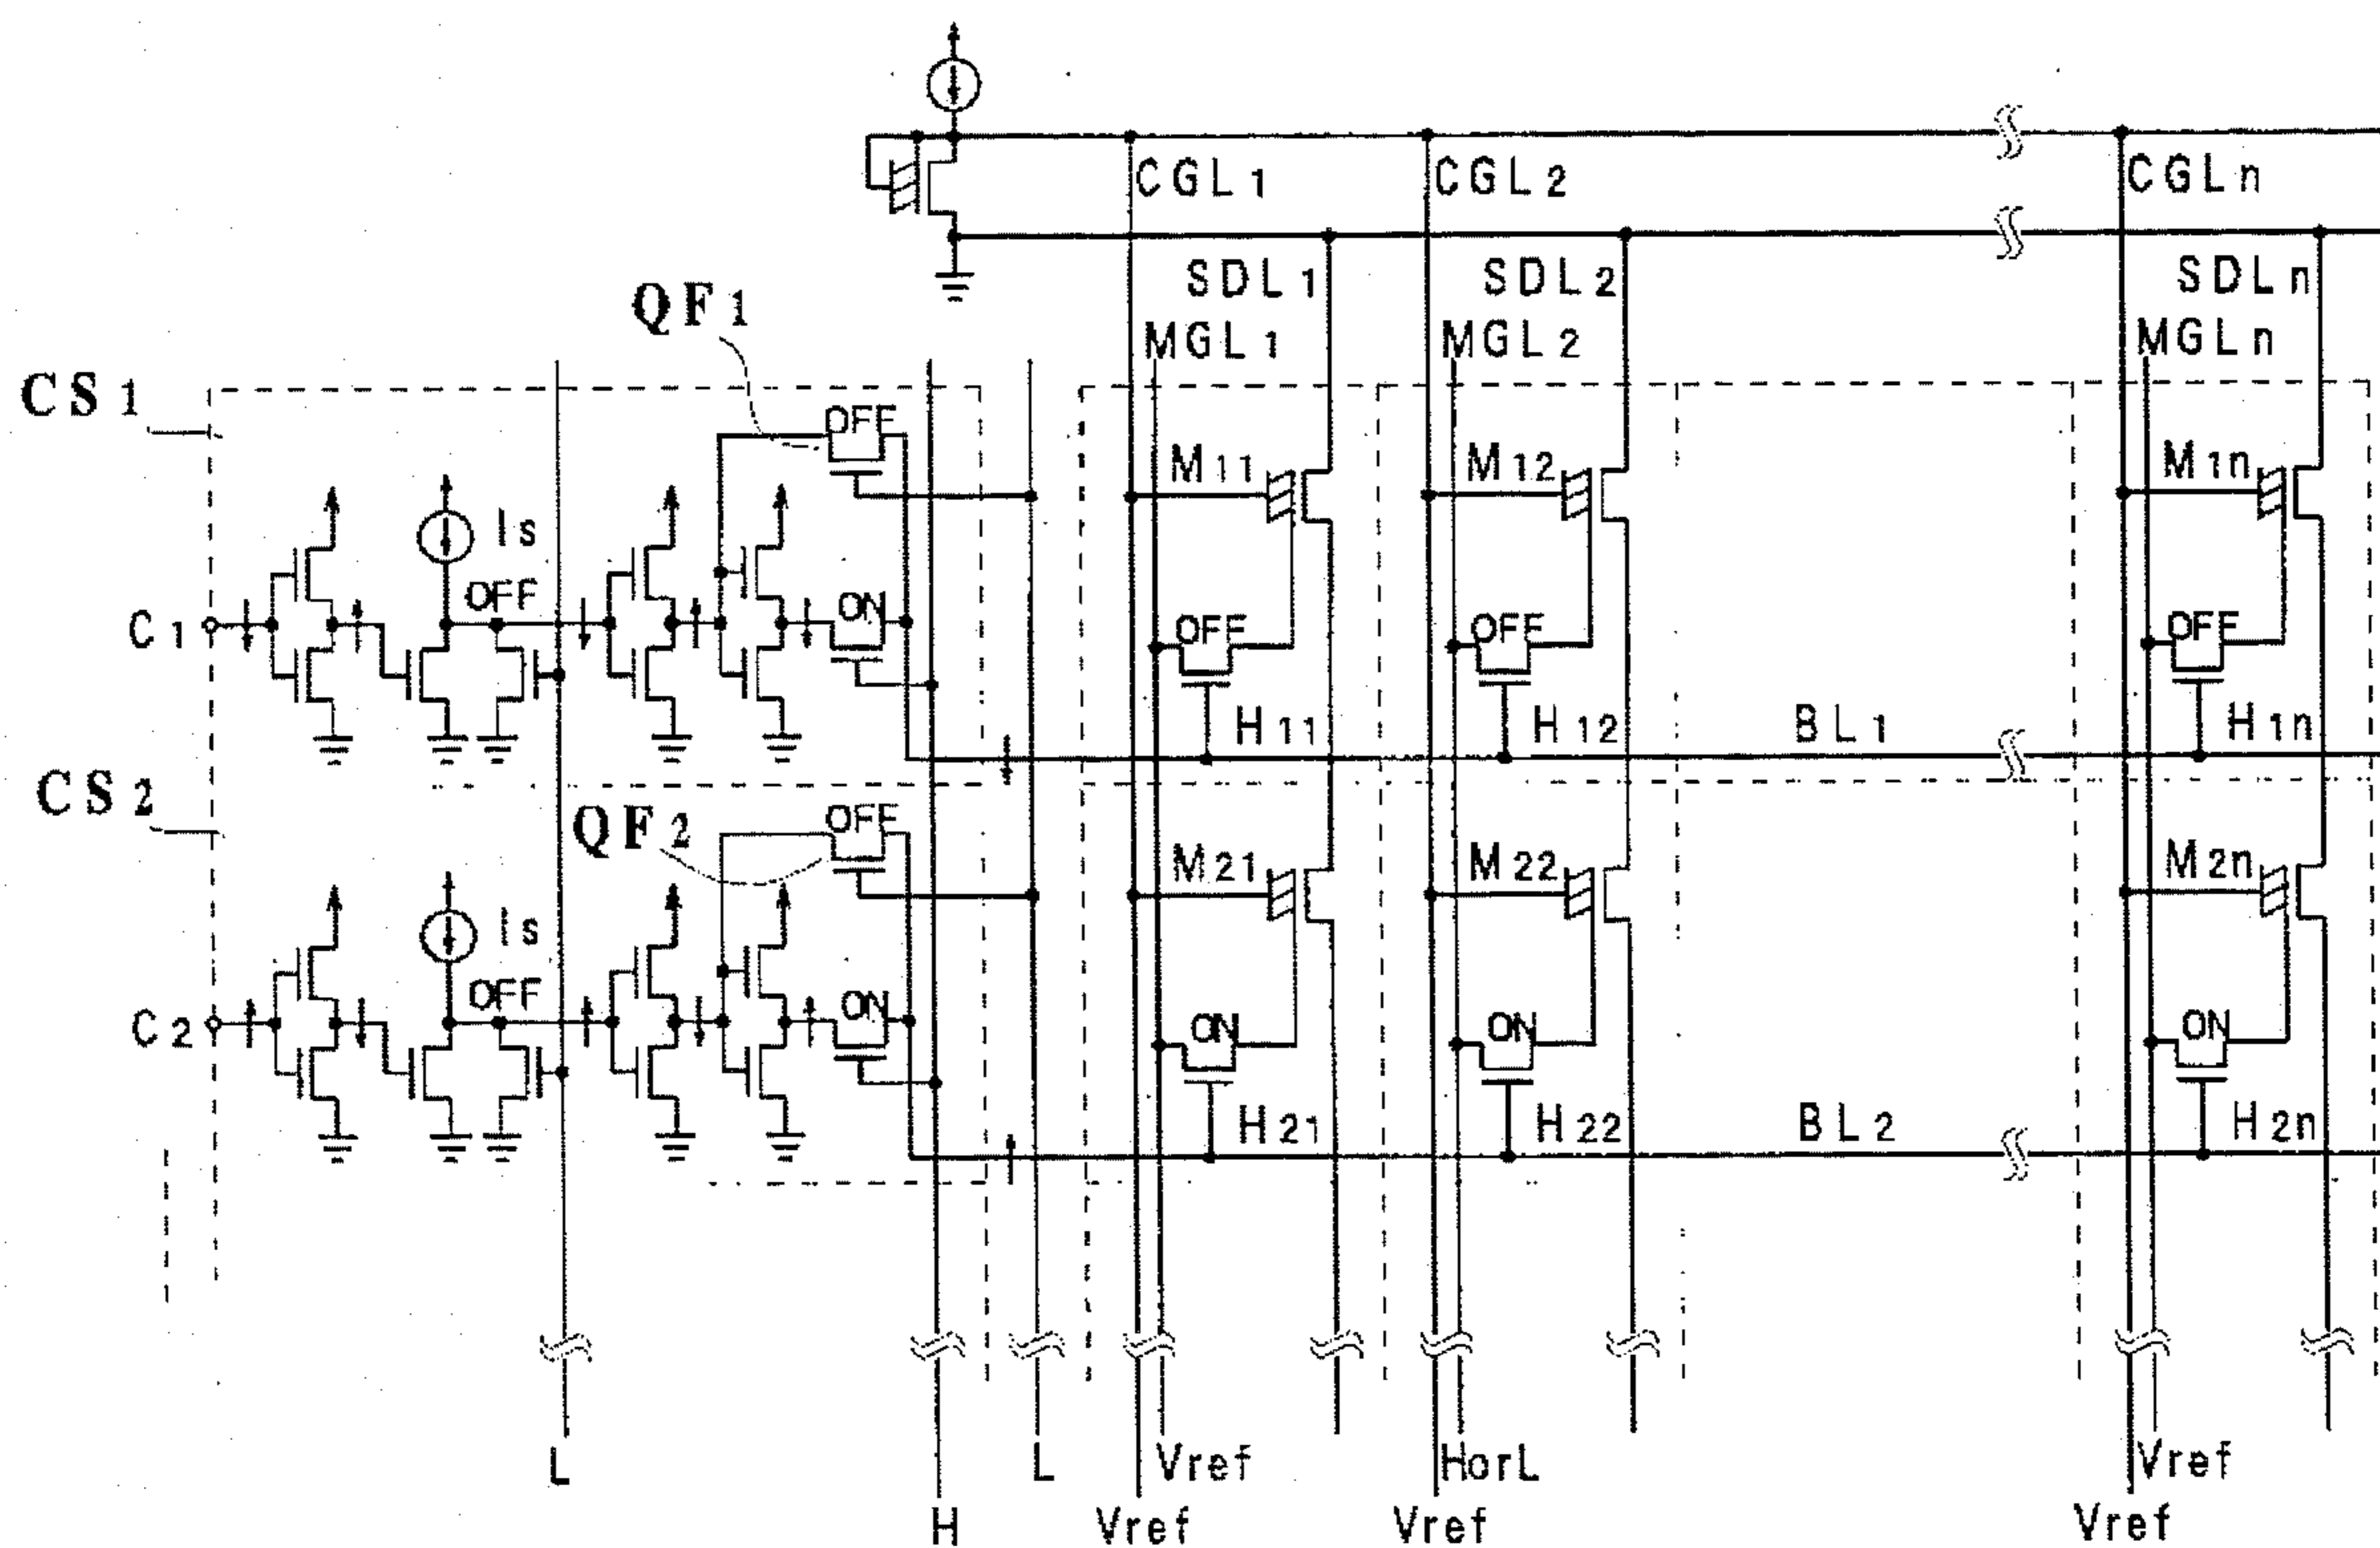 CGL1 CGL2 CGLn
SDL1 SDL2 SDLn
QF1
MGL1 MGL2 MGLn
CS1
OFF
M11 M12 M1n
Is
OFF ON OFF OFF OFF
C1
H11 H12 BL1 H1n
CS2
QF2 OFF
M21 M22 M2n
Is
OFF ON ON ON ON
C2
H21 H22 BL2 H2n
L L Vref HorL Vref
H Vref Vref Vref